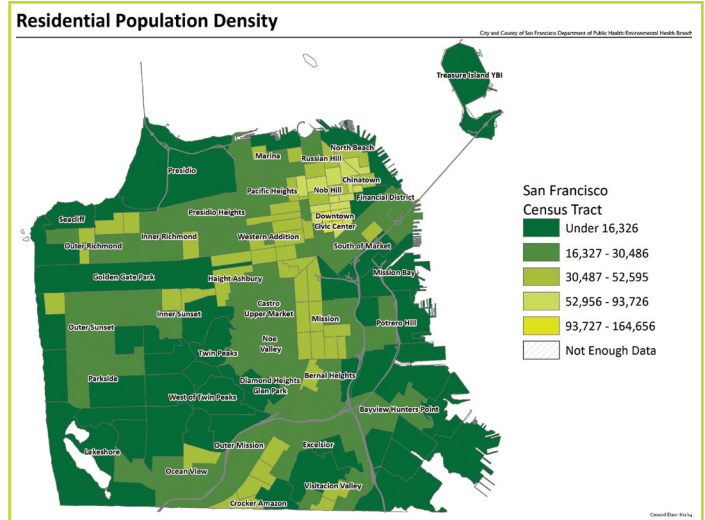 Residential Population Density
City and County of San Francisco Department of Public Health: Environmental Health Branch
Treasure Island YBI
North Beach
Marina
Russian Hill
Presidio
Chinatown
Pacific Heights
Nob Hill
Financial District
Seacliff
Presidio Heights
Downtown
Civic Center
Outer Richmond
Inner Richmond
Western Addition
South of Market
Golden Gate Park
Haight Ashbury
Mission Bay
Castro
Upper Market
Inner Sunset
Mission
Potrero Hill
Outer Sunset
Noe
Valley
Twin Peaks
Parkside
Diamond Heights
Glen Park
Bernal Heights
West of Twin Peaks
Bayview Hunters Point
Lakeshore
Outer Mission
Excelsior
Ocean View
Visitacion Valley
Crocker Amazon
San Francisco
Census Tract
Under 16,326
16,327 - 30,486
30,487 - 52,595
52,956 - 93,726
93,727 - 164,656
Not Enough Data